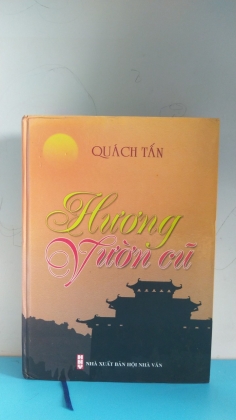 QUÁCH TẤN
Hương
Vườn cũ
NHÀ XUẤT BẢN HỘI NHÀ VĂN